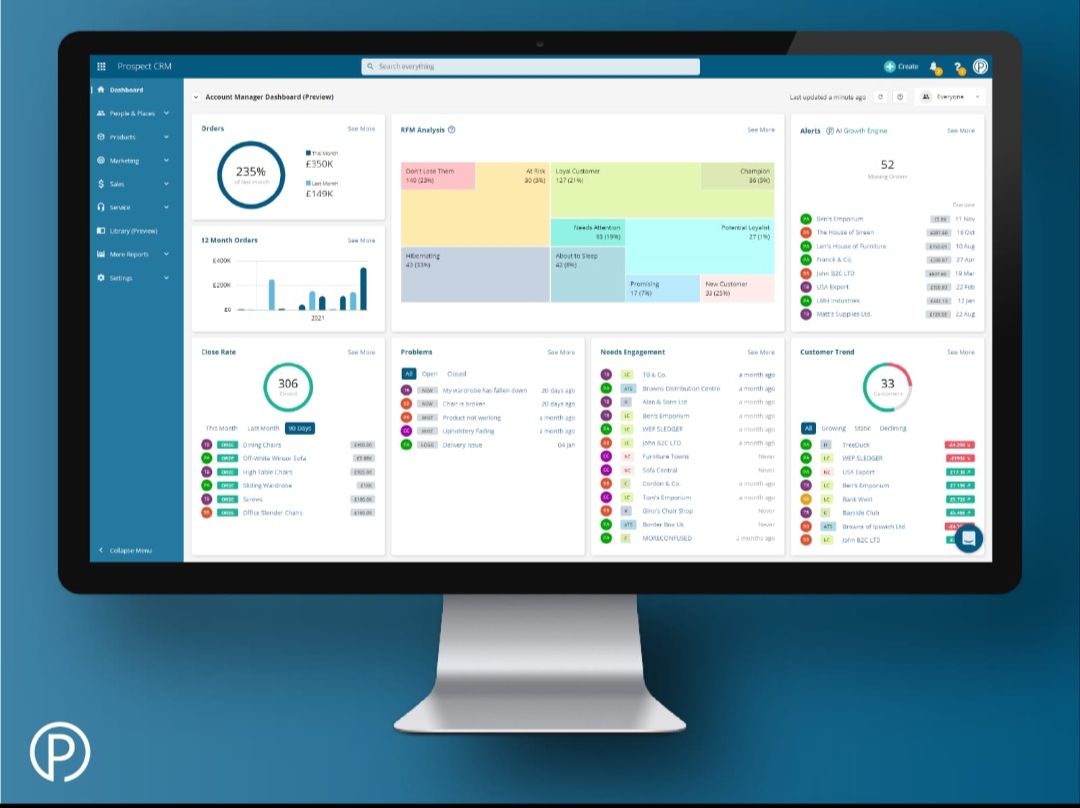 Prospect CRM
Search everything
Create
?
P
Dashboard
People & Places
Products
Marketing
Sales
Service
Library (Preview)
More Reports
Settings
Collapse Menu
Account Manager Dashboard (Preview)
Last updated a minute ago
Everyone
Orders
See More
235%
of last month
This Month
£350K
Last Month
£149K
RFM Analysis
See More
Don't Lose Them
140 (23%)
At Risk
Loyal Customer
127 (21%)
Champion
36 (5%)
Needs Attention
Potential Loyalist
27 (1%)
Hibernating
About to Sleep
Promising
17 (7%)
New Customer
Alerts
AI Growth Engine
See More
52
Missing Orders
Overdue
Ben's Emporium
11 Nov
The House of Green
Len's House of Furniture
10 Aug
Franck & Co.
27 Apr
John B2C LTD
19 Mar
USA Export
22 Feb
LMH Industries
12 Jan
Matt's Supplies Ltd.
22 Aug
12 Month Orders
See More
£400K
£200K
£0
2021
Close Rate
See More
306
Closed
This Month
Last Month
90 Days
Dining Chairs
Off-White Winsor Sofa
High Table Chairs
Sliding Wardrobe
Screws
Office Slender Chairs
Problems
See More
All
Open
Closed
My wardrobe has fallen down
20 days ago
Chair is broken
20 days ago
Product not working
a month ago
Upholstery Fading
a month ago
Delivery Issue
04 Jan
Needs Engagement
See More
TB & Co.
a month ago
Browns Distribution Centre
a month ago
Alan & Sons Ltd
a month ago
Ben's Emporium
a month ago
WEP SLEDGER
a month ago
John B2C LTD
a month ago
Furniture Towns
Never
Sofa Central
Never
Cordon & Co.
a month ago
Toni's Emporium
a month ago
Gino's Chair Shop
Never
Border Box Us
Never
MORECONFUSED
2 months ago
Customer Trend
See More
33
Customers
All
Growing
Static
Declining
TreeDuck
WEP SLEDGER
USA Export
Ben's Emporium
Bank West
Bayside Club
Browns of Ipswich Ltd
John B2C LTD
P